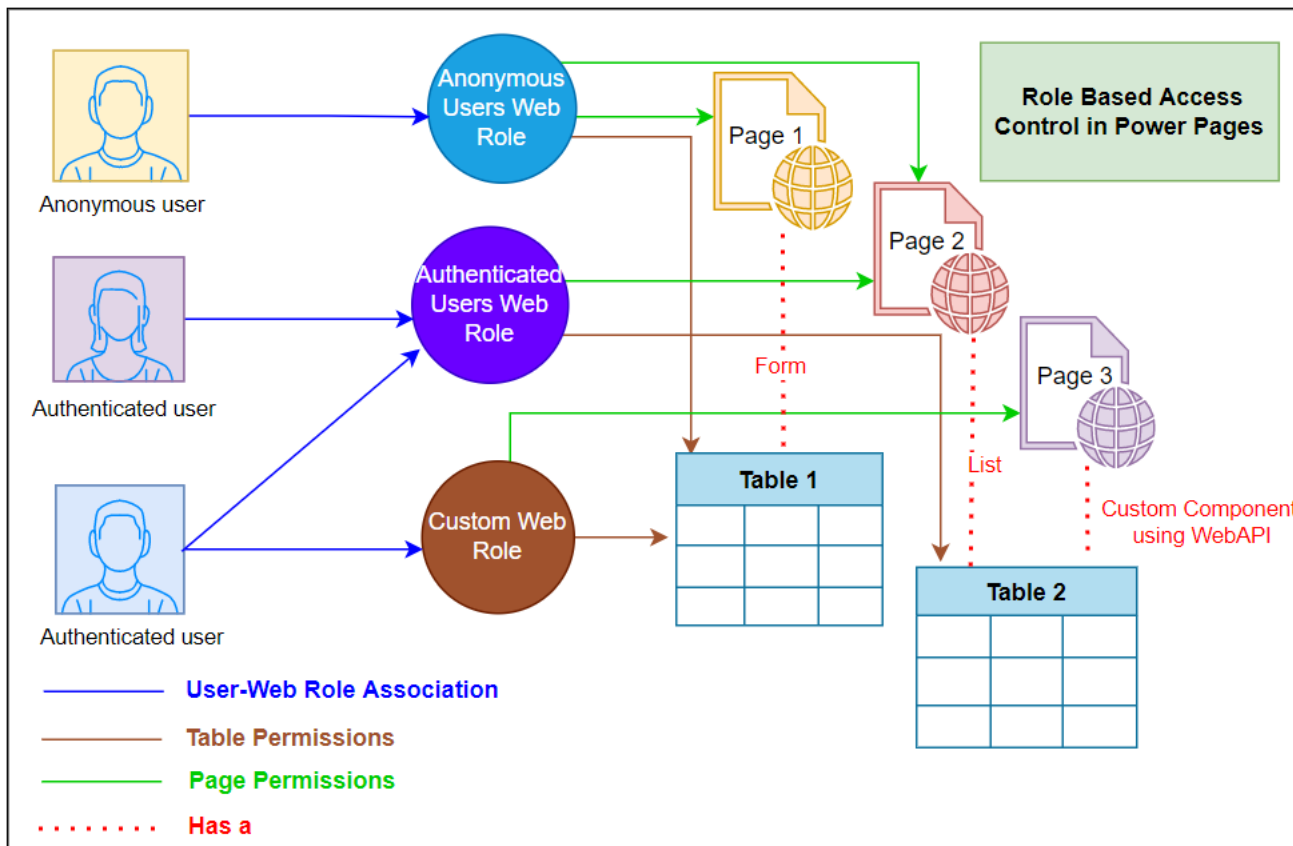 Anonymous
Users Web
Role
Page 1
Role Based Access
Control in Power Pages
Anonymous user
Page 2
Authenticated
Users Web
Role
Form
Page 3
Authenticated user
List
Table 1
Custom Web
Role
Custom Component
using WebAPI
Table 2
Authenticated user
User-Web Role Association
Table Permissions
Page Permissions
Has a